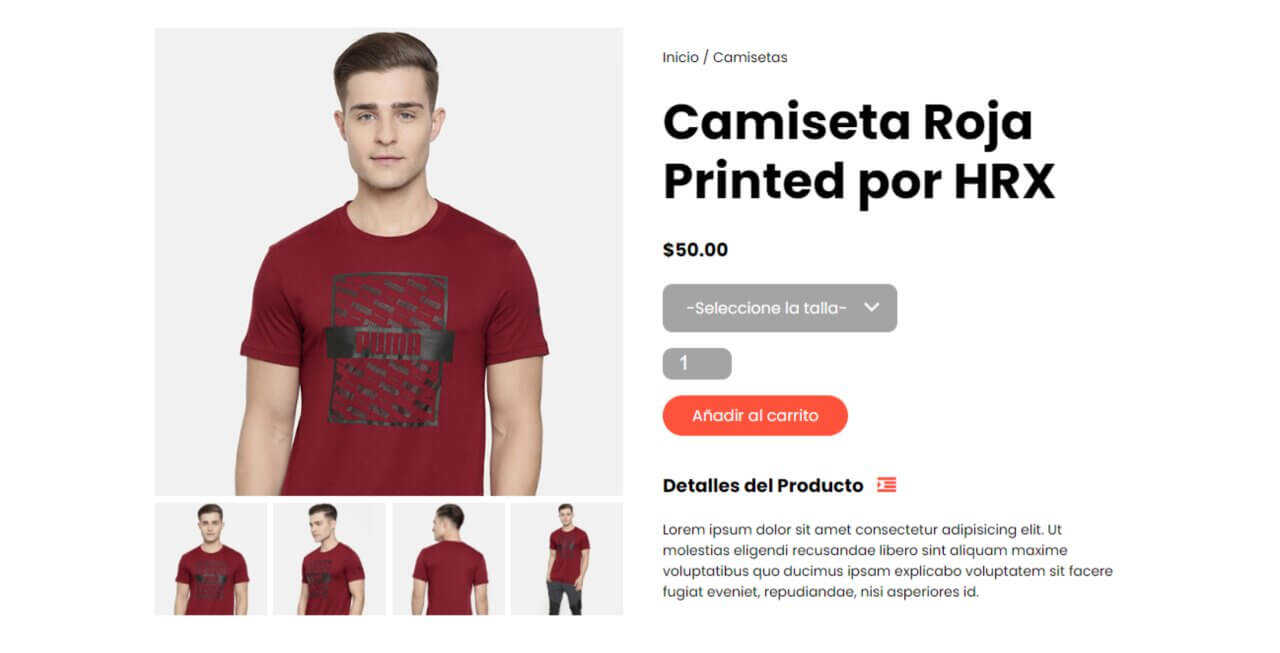 Inicio / Camisetas
Camiseta Roja
Printed por HRX
$50.00
-Seleccione la talla-
1
Añadir al carrito
Detalles del Producto
Lorem ipsum dolor sit amet consectetur adipisicing elit. Ut
molestias eligendi recusandae libero sint aliquam maxime
voluptatibus quo ducimus ipsam explicabo voluptatem sit facere
fugiat eveniet, repudiandae, nisi asperiores id.
PUMA